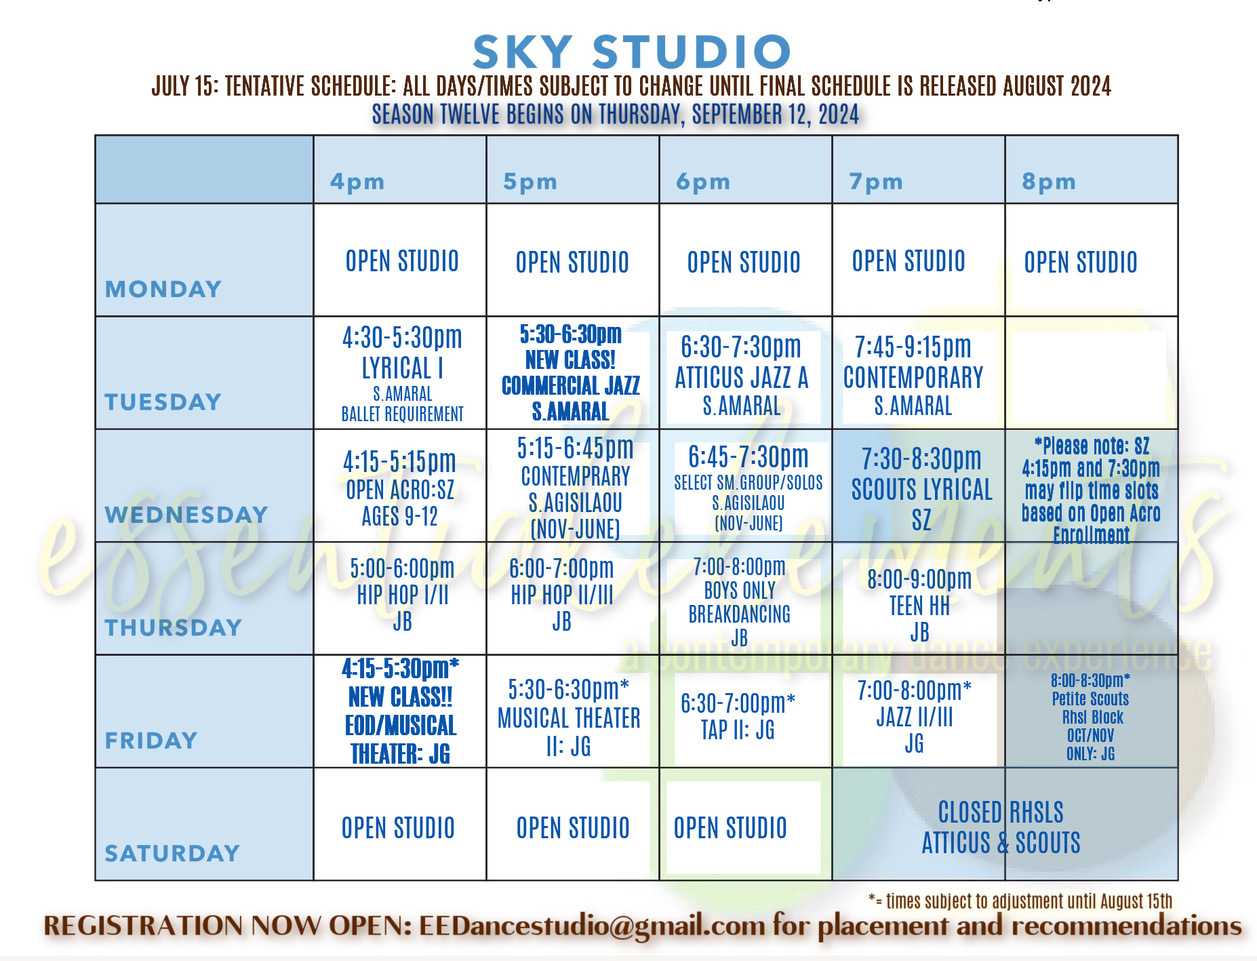 SKY STUDIO
JULY 15: TENTATIVE SCHEDULE: ALL DAYS/TIMES SUBJECT TO CHANGE UNTIL FINAL SCHEDULE IS RELEASED AUGUST 2024
SEASON TWELVE BEGINS ON THURSDAY, SEPTEMBER 12, 2024
4pm
5pm
6pm
7pm
8pm
MONDAY
OPEN STUDIO
OPEN STUDIO
OPEN STUDIO
OPEN STUDIO
OPEN STUDIO
TUESDAY
4:30-5:30pm
LYRICAL I
S.AMARAL
BALLET REQUIREMENT
5:30-6:30pm
NEW CLASS!
COMMERCIAL JAZZ
S.AMARAL
6:30-7:30pm
ATTICUS JAZZ A
S.AMARAL
7:45-9:15pm
CONTEMPORARY
S.AMARAL
WEDNESDAY
4:15-5:15pm
OPEN ACRO:SZ
AGES 9-12
5:15-6:45pm
CONTEMPRARY
S.AGISILAOU
(NOV-JUNE)
6:45-7:30pm
SELECT SM.GROUP/SOLOS
S.AGISILAOU
(NOV-JUNE)
7:30-8:30pm
SCOUTS LYRICAL
SZ
*Please note: SZ
4:15pm and 7:30pm
may flip time slots
based on Open Acro
Enrollment
essential elements
THURSDAY
5:00-6:00pm
HIP HOP I/II
JB
6:00-7:00pm
HIP HOP II/III
JB
7:00-8:00pm
BOYS ONLY
BREAKDANCING
JB
8:00-9:00pm
TEEN HH
JB
a contemporary dance experience
FRIDAY
4:15-5:30pm*
NEW CLASS!!
EOD/MUSICAL
THEATER: JG
5:30-6:30pm*
MUSICAL THEATER
II: JG
6:30-7:00pm*
TAP II: JG
7:00-8:00pm*
JAZZ II/III
JG
8:00-8:30pm*
Petite Scouts
Rhsl Block
OCT/NOV
ONLY: JG
SATURDAY
OPEN STUDIO
OPEN STUDIO
OPEN STUDIO
CLOSED RHSLS
ATTICUS & SCOUTS
*= times subject to adjustment until August 15th
REGISTRATION NOW OPEN: EEDancestudio@gmail.com for placement and recommendations